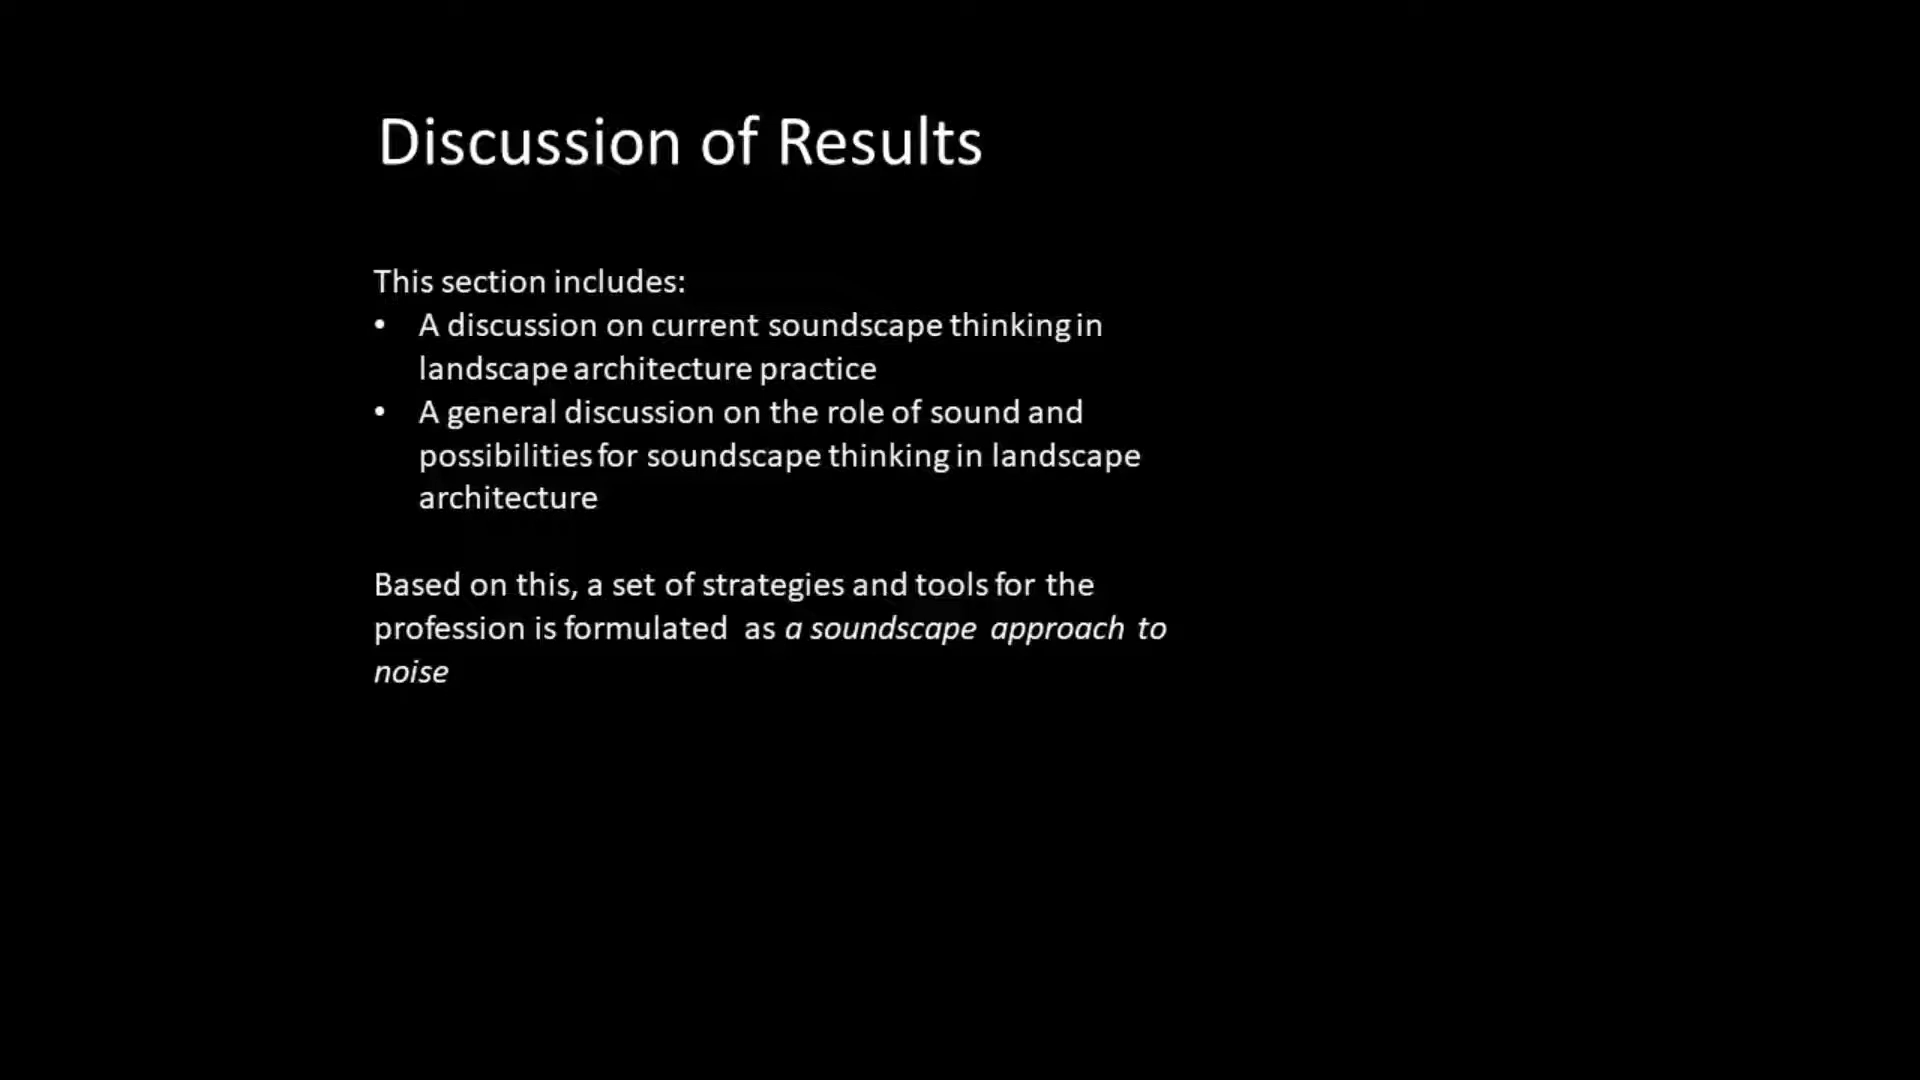 Discussion of Results
This section includes:
• A discussion on current soundscape thinking in
landscape architecture practice
• A general discussion on the role of sound and
possibilities for soundscape thinking in landscape
architecture
Based on this, a set of strategies and tools for the
profession is formulated as a soundscape approach to
noise